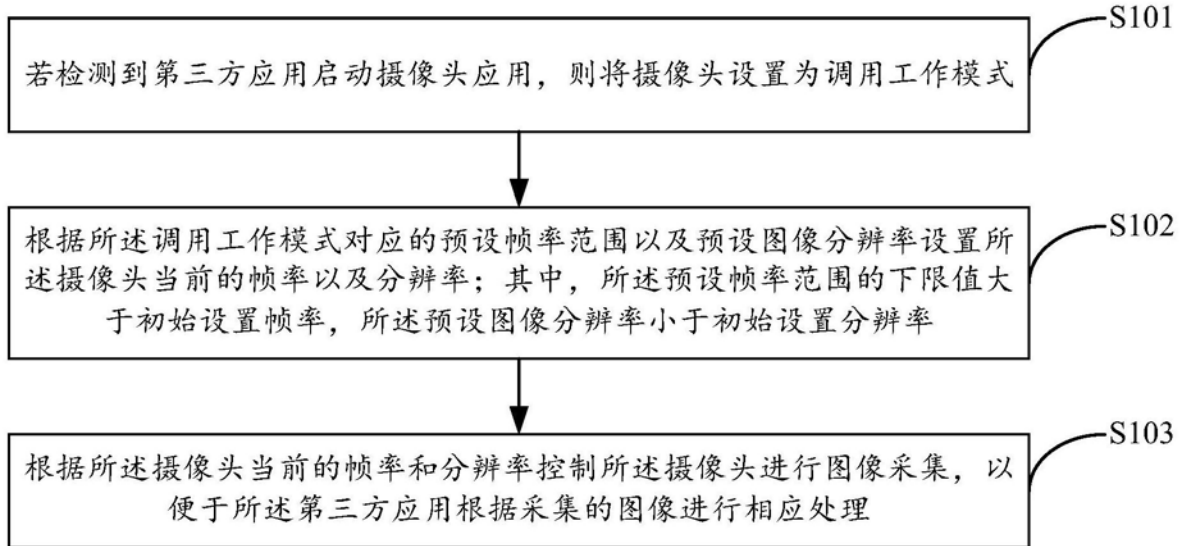 S101
若检测到第三方应用启动摄像头应用，则将摄像头设置为调用工作模式
S102
根据所述调用工作模式对应的预设帧率范围以及预设图像分辨率设置所
述摄像头当前的帧率以及分辨率；其中，所述预设帧率范围的下限值大
于初始设置帧率，所述预设图像分辨率小于初始设置分辨率
S103
根据所述摄像头当前的帧率和分辨率控制所述摄像头进行图像采集，以
便于所述第三方应用根据采集的图像进行相应处理